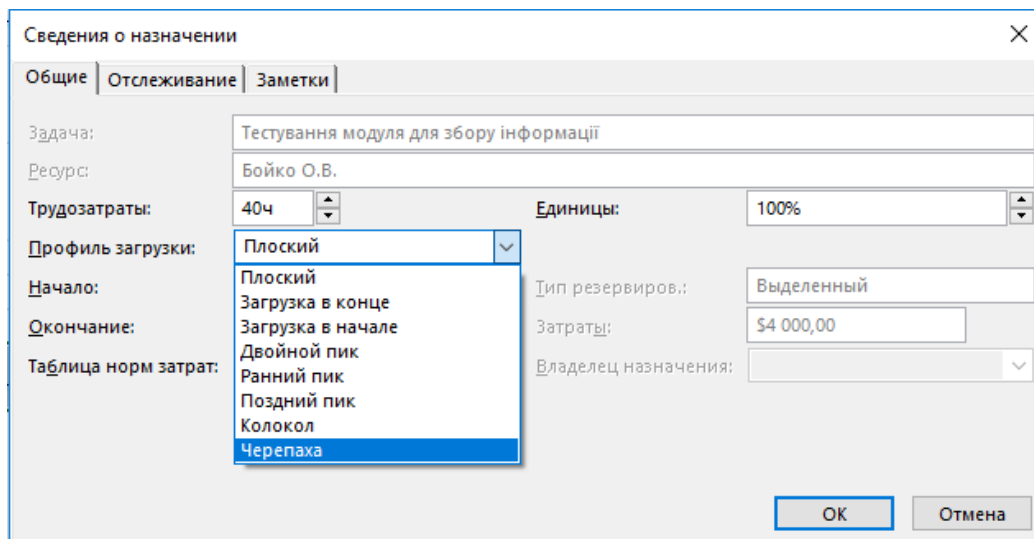 Сведения о назначении
Общие Отслеживание Заметки
Задача: Тестування модуля для збору інформації
Ресурс: Бойко О.В.
Трудозатраты: 40ч Единицы: 100%
Профиль загрузки: Плоский
Плоский
Начало: Тип резервиров.: Выделенный
Загрузка в конце
Окончание: Загрузка в начале Затраты: $4 000,00
Двойной пик
Таблица норм затрат: Владелец назначения:
Ранний пик
Поздний пик
Колокол
Черепаха
ОК Отмена